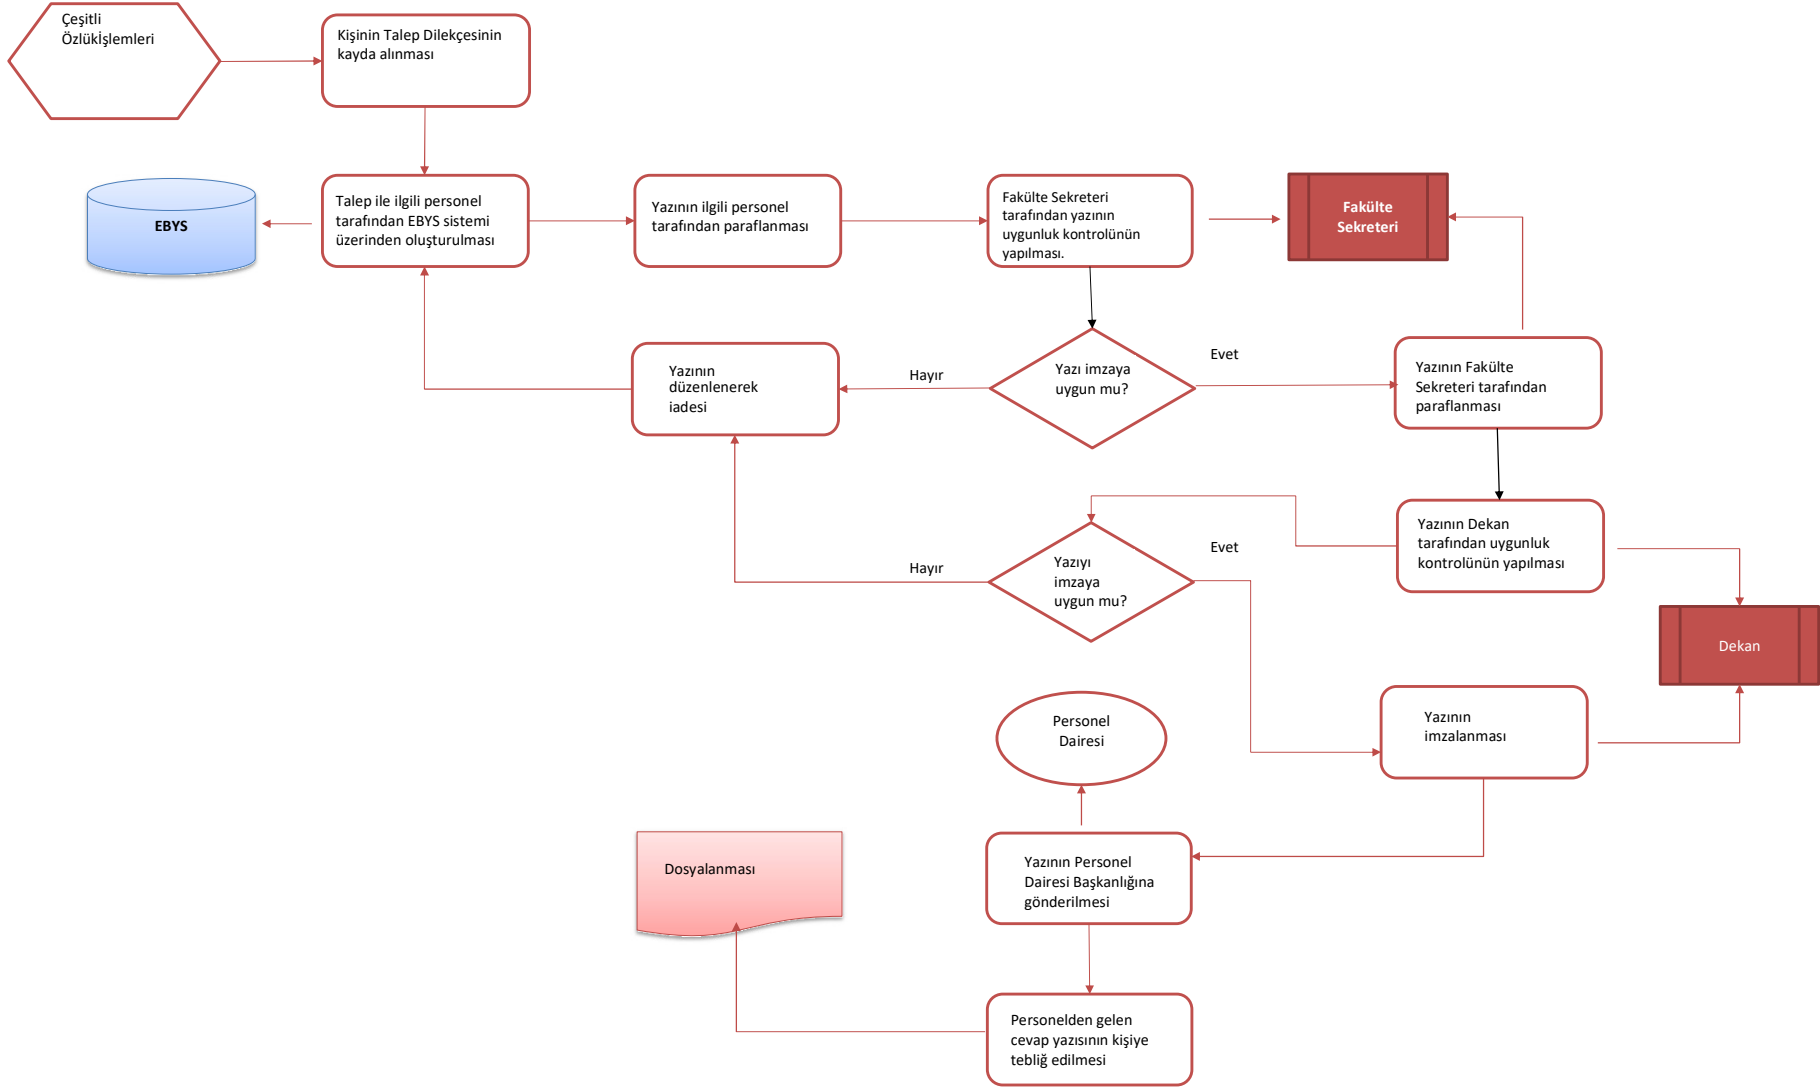 Çeşitli
Özlükİşlemleri
Kişinin Talep Dilekçesinin
kayda alınması
EBYS
Talep ile ilgili personel
tarafından EBYS sistemi
üzerinden oluşturulması
Yazının ilgili personel
tarafından paraflanması
Fakülte Sekreteri
tarafından yazının
uygunluk kontrolünün
yapılması.
Fakülte
Sekreteri
Yazının
düzenlenerek
iadesi
Hayır
Yazı imzaya
uygun mu?
Evet
Yazının Fakülte
Sekreteri tarafından
paraflanması
Hayır
Yazıyı
imzaya
uygun mu?
Evet
Yazının Dekan
tarafından uygunluk
kontrolünün yapılması
Dekan
Personel
Dairesi
Yazının
imzalanması
Dosyalanması
Yazının Personel
Dairesi Başkanlığına
gönderilmesi
Personelden gelen
cevap yazısının kişiye
tebliğ edilmesi